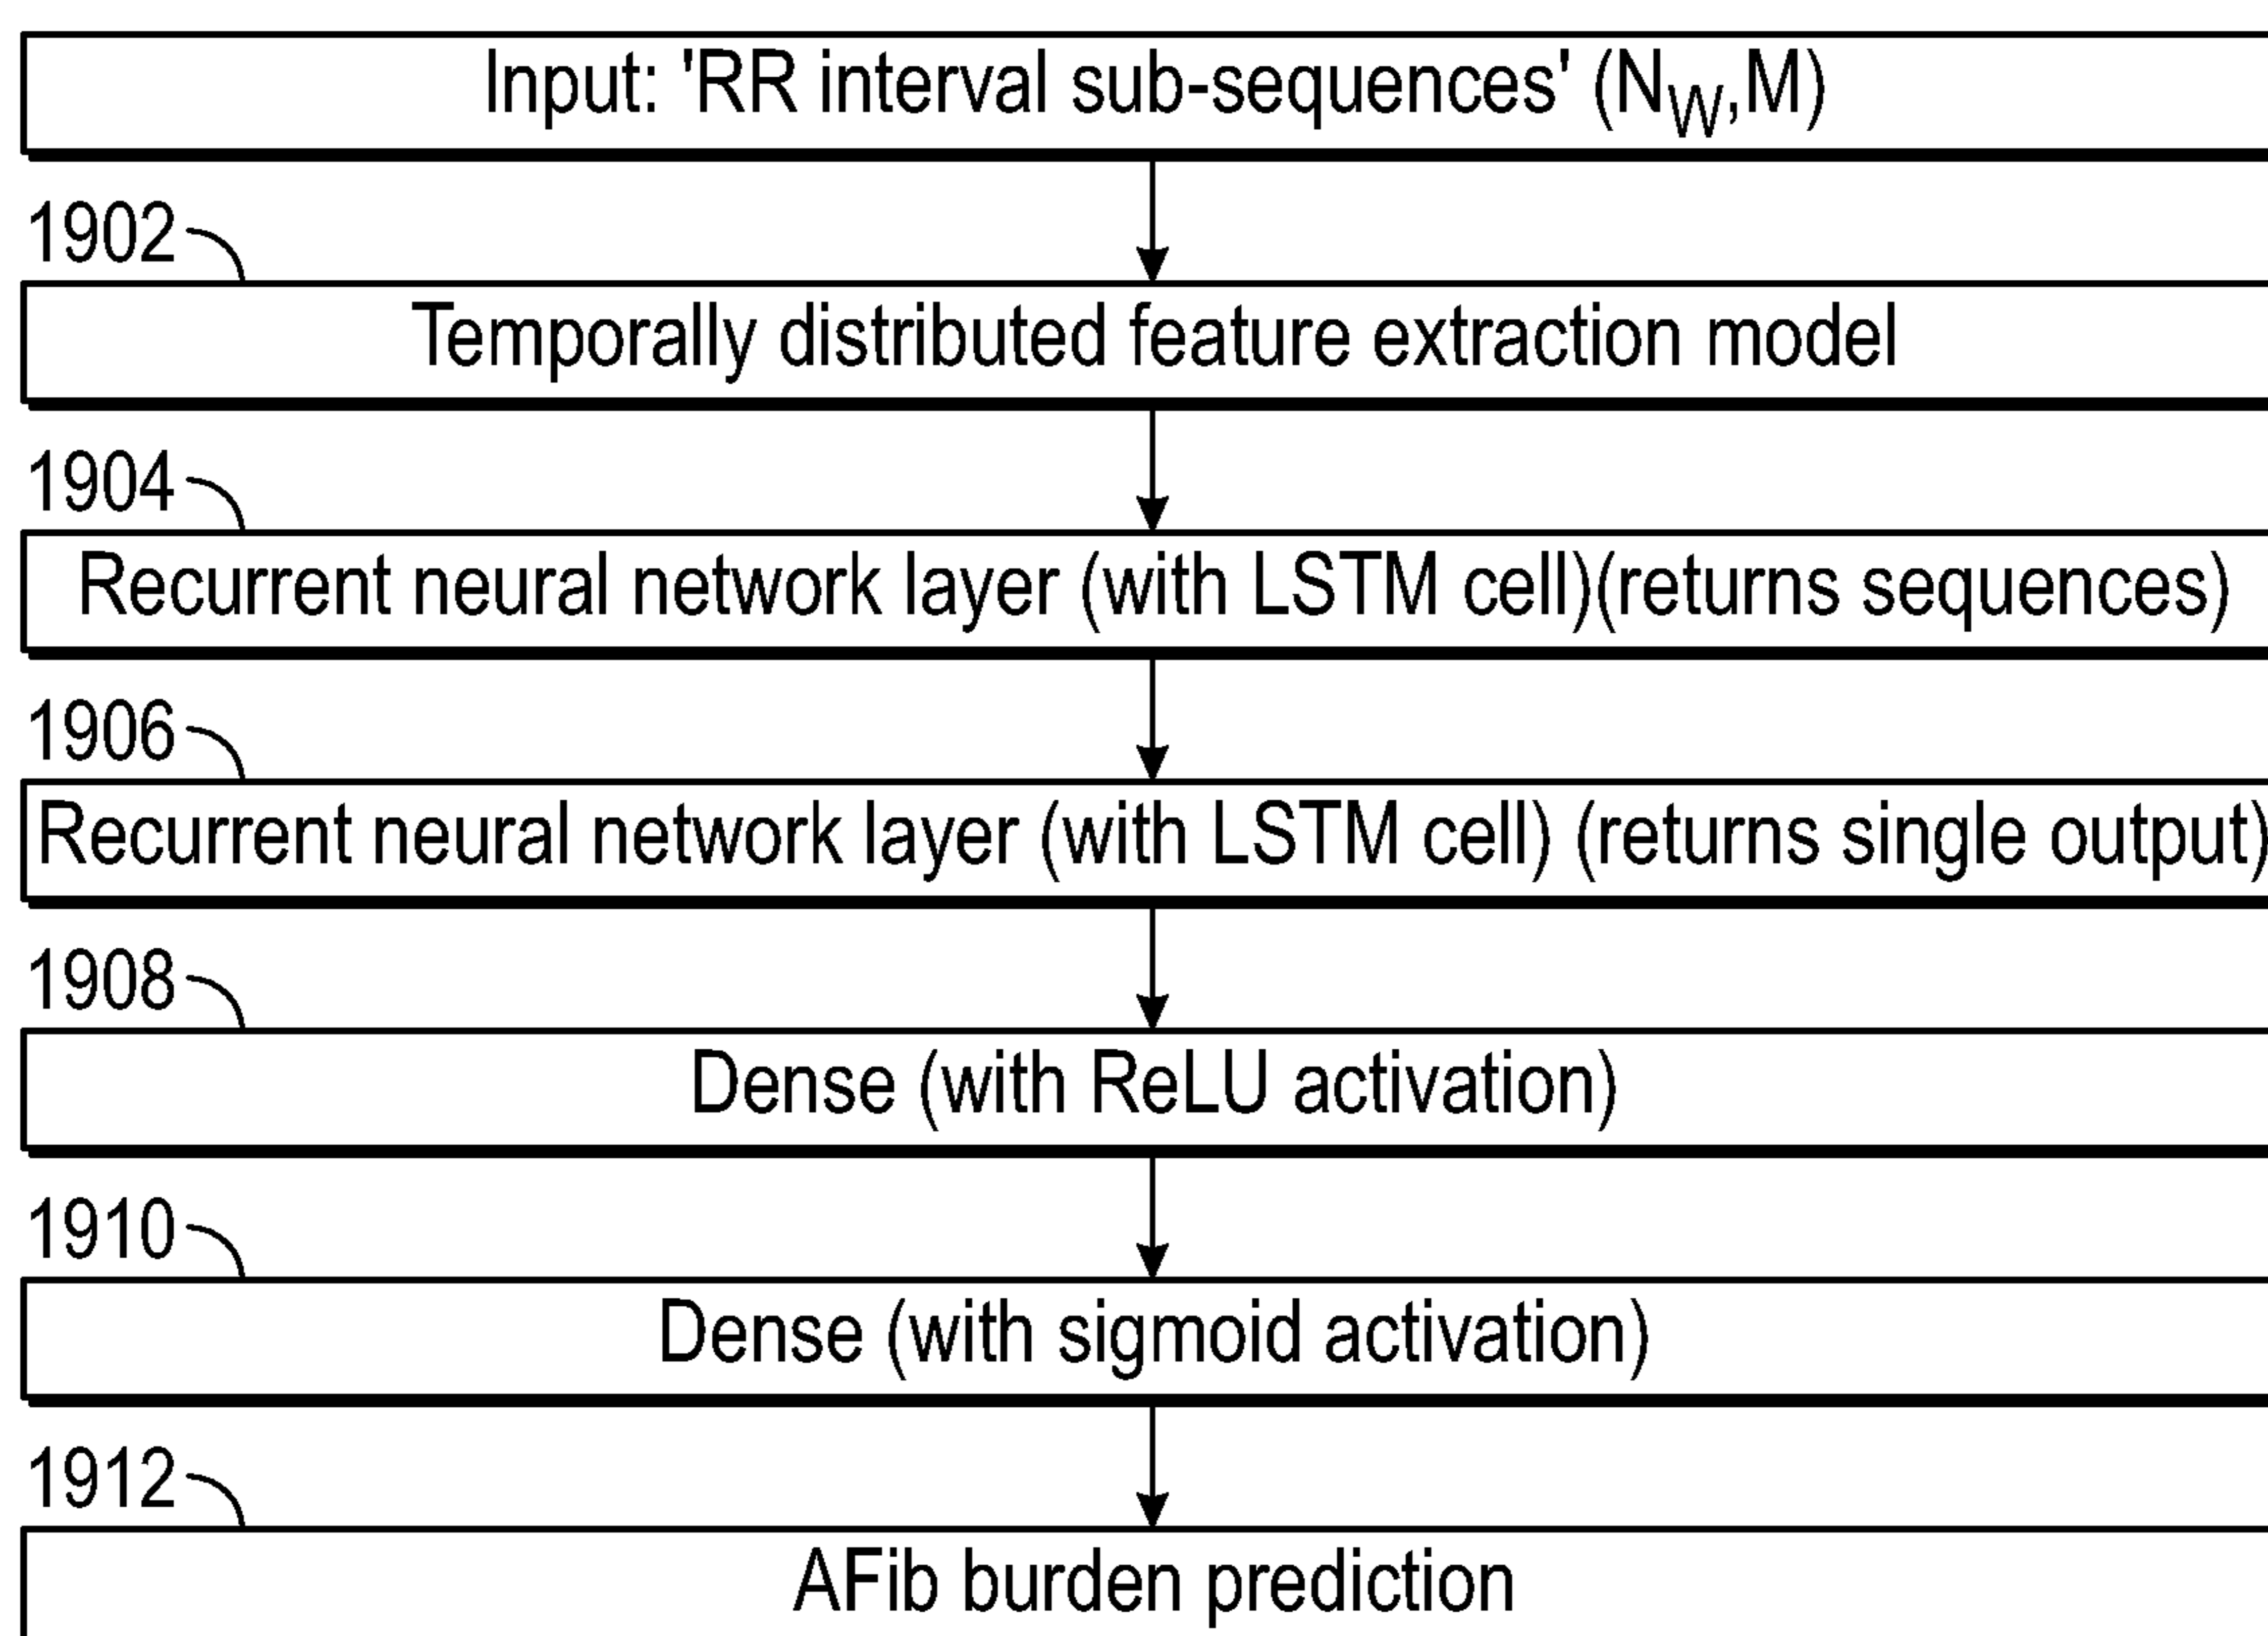 Input: 'RR interval sub-sequences' (NW,M)
1902
Temporally distributed feature extraction model
1904
Recurrent neural network layer (with LSTM cell)(returns sequences)
1906
Recurrent neural network layer (with LSTM cell) (returns single output)
1908
Dense (with ReLU activation)
1910
Dense (with sigmoid activation)
1912
AFib burden prediction